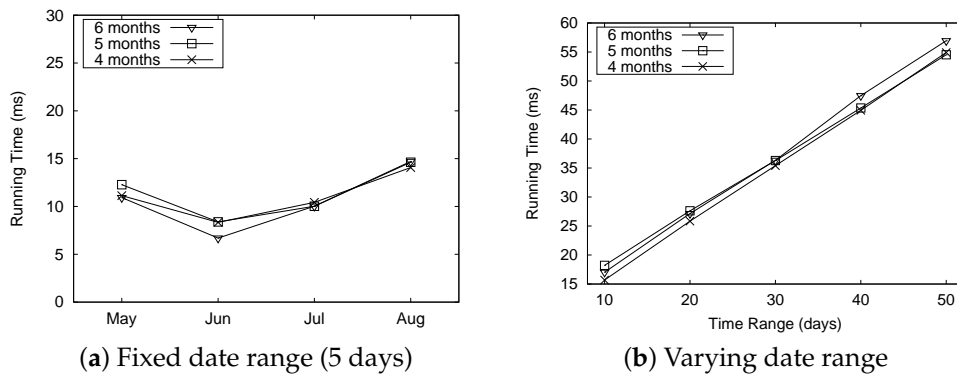 30
25
20
15
10
5
0
Running Time (ms)
6 months
5 months
4 months
May Jun Jul Aug
(a) Fixed date range (5 days)
60
55
50
45
40
35
30
25
20
15
Running Time (ms)
6 months
5 months
4 months
10 20 30 40 50
Time Range (days)
(b) Varying date range